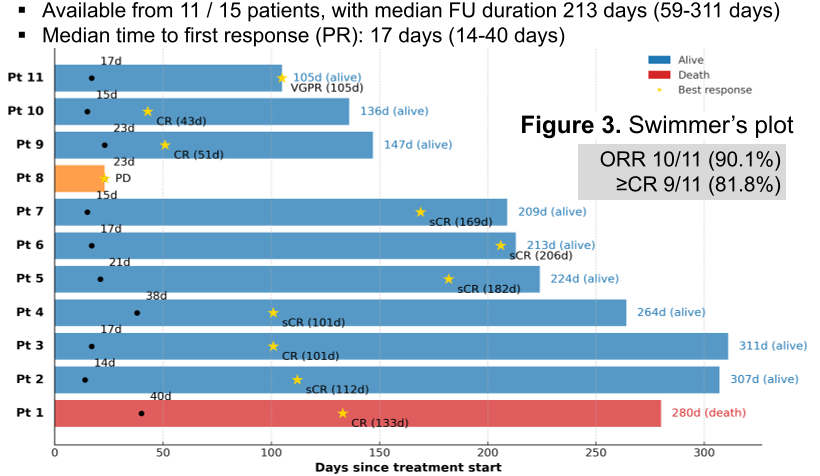 ▪ Available from 11 / 15 patients, with median FU duration 213 days (59-311 days)
▪ Median time to first response (PR): 17 days (14-40 days)
Alive
Death
Best response
Figure 3. Swimmer's plot
ORR 10/11 (90.1%)
≥CR 9/11 (81.8%)
17d
Pt 11 105d (alive)
VGPR (105d)
15d
Pt 10 136d (alive)
CR (43d)
23d
Pt 9 147d (alive)
CR (51d)
23d
Pt 8 PD
15d
Pt 7 209d (alive)
sCR (169d)
17d
Pt 6 213d (alive)
sCR (206d)
21d
Pt 5 224d (alive)
sCR (182d)
38d
Pt 4 264d (alive)
sCR (101d)
17d
Pt 3 311d (alive)
CR (101d)
14d
Pt 2 307d (alive)
sCR (112d)
40d
Pt 1 280d (death)
CR (133d)
0 50 100 150 200 250 300
Days since treatment start